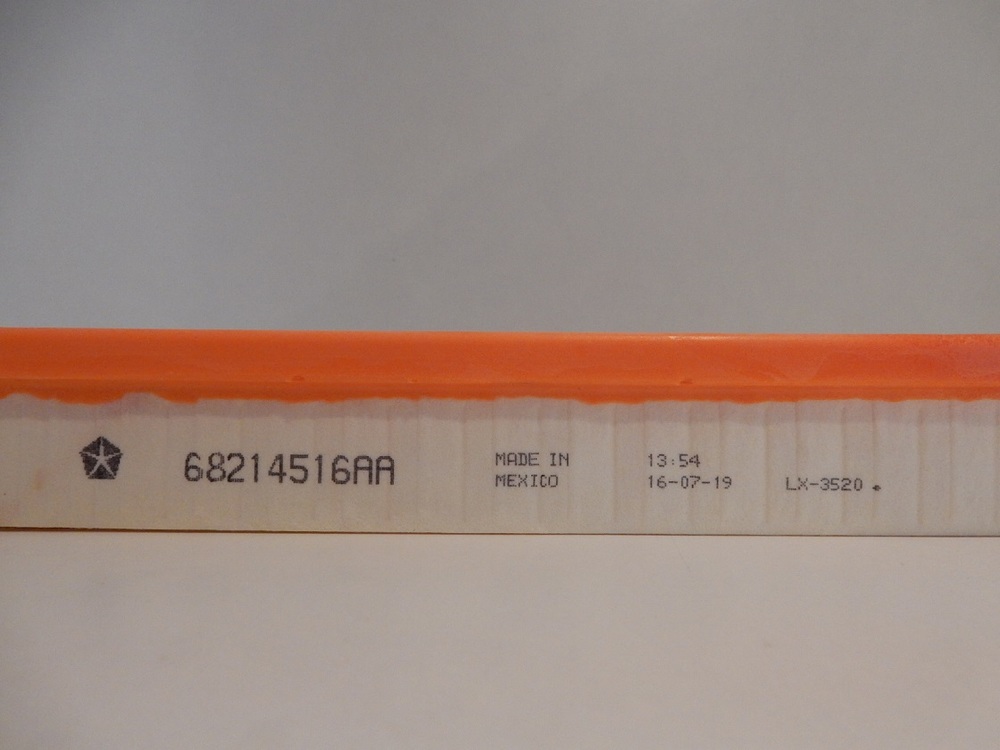 68214516AA
MADE IN
MEXICO
13:54
16-07-19
LX-3520